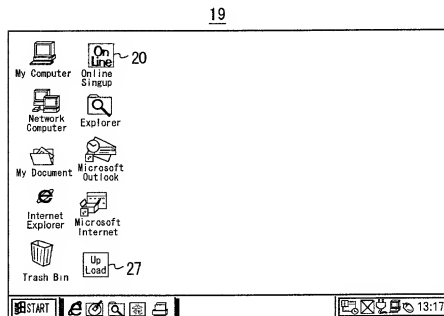 19
On
Line
20
My Computer
Online
Singup
Network
Computer
Explorer
My Document
Microsoft
Outlook
Internet
Explorer
Microsoft
Internet
Up
Load
27
Trash Bin
START
13:17